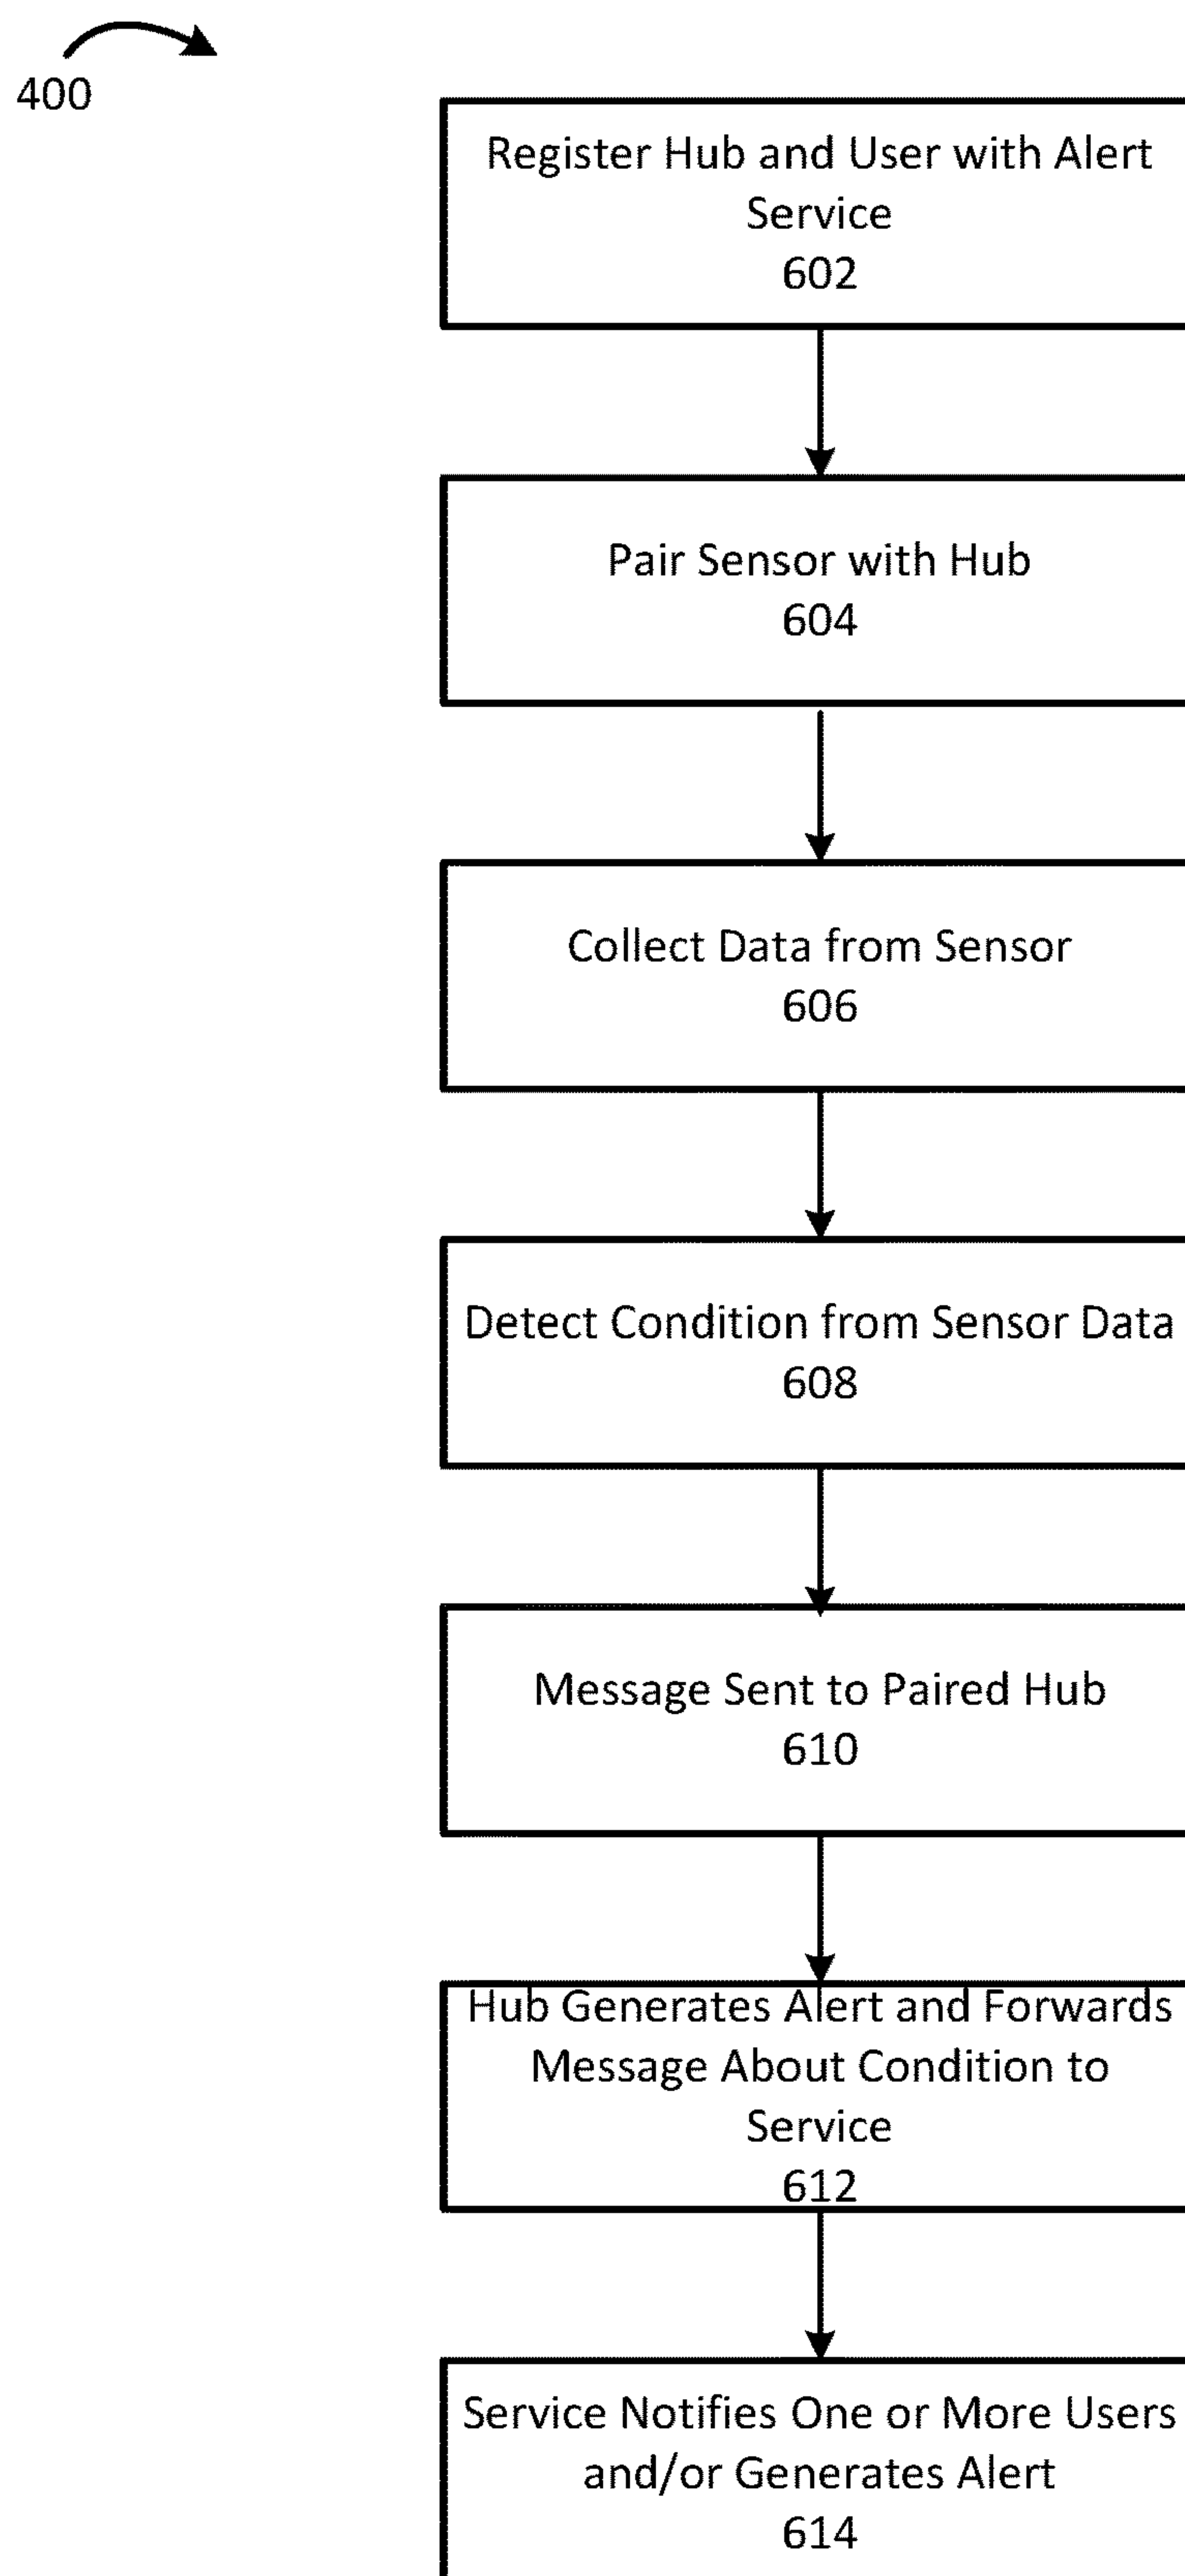 400
Register Hub and User with Alert
Service
602
Pair Sensor with Hub
604
Collect Data from Sensor
606
Detect Condition from Sensor Data
608
Message Sent to Paired Hub
610
Hub Generates Alert and Forwards
Message About Condition to
Service
612
Service Notifies One or More Users
and/or Generates Alert
614